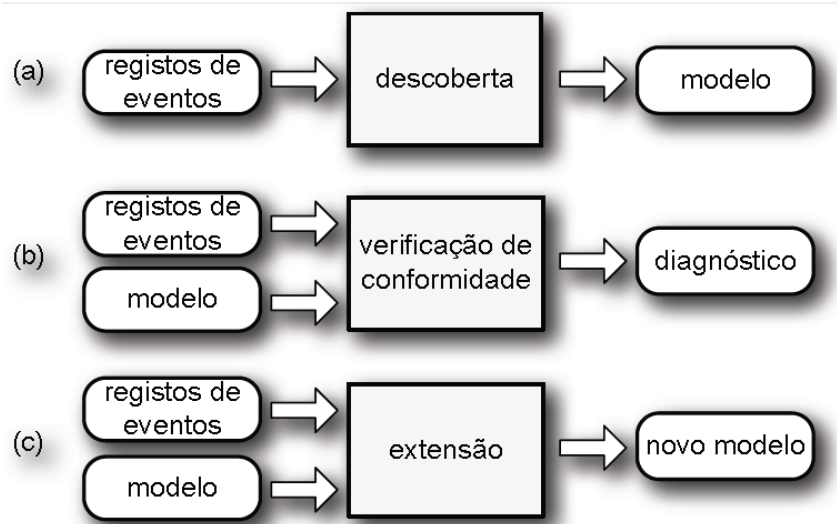 (a)
registos de
eventos
descoberta
modelo
(b)
registos de
eventos
modelo
verificação de
conformidade
diagnóstico
(c)
registos de
eventos
modelo
extensão
novo modelo